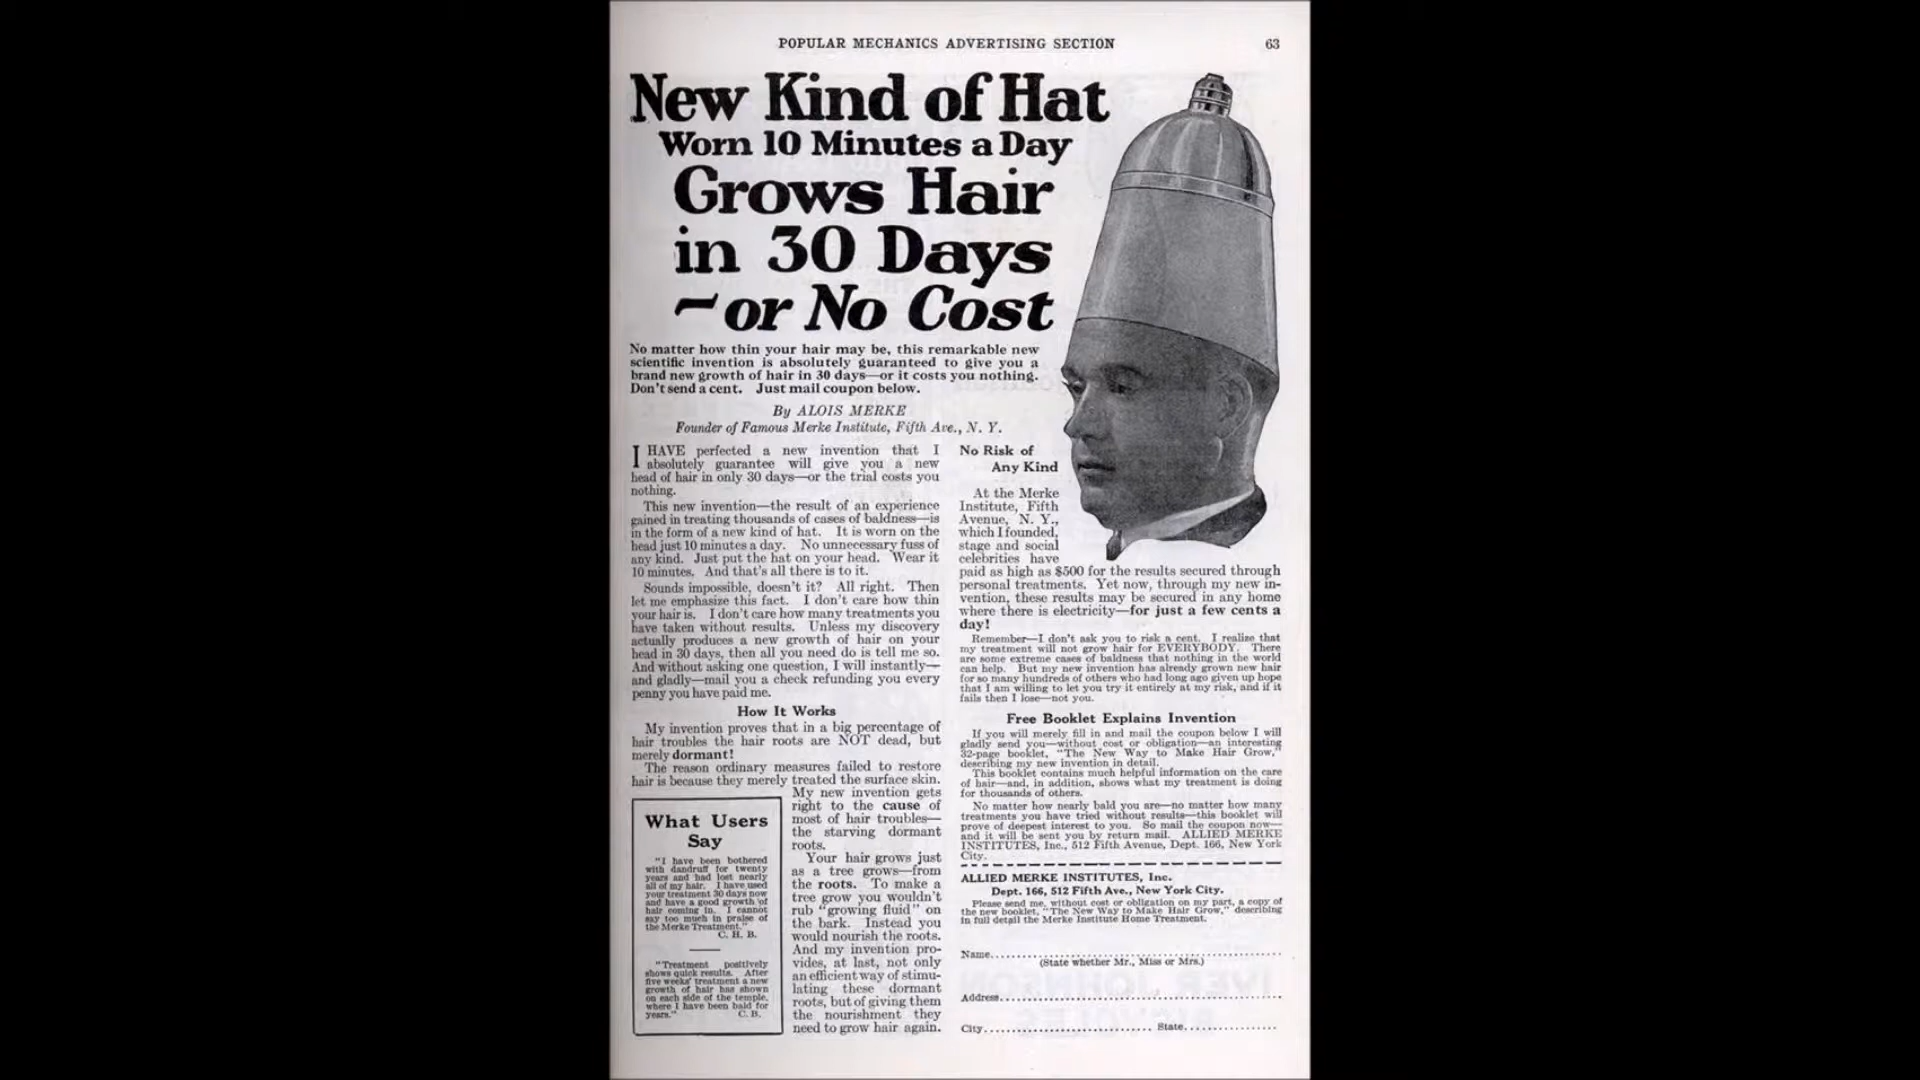 POPULAR MECHANICS ADVERTISING SECTION 63
New Kind of Hat
Worn 10 Minutes a Day
Grows Hair
in 30 Days
~or No Cost
No matter how thin your hair may be, this remarkable new
scientific invention is absolutely guaranteed to give you a
brand new growth of hair in 30 days—or it costs you nothing.
Don't send a cent. Just mail coupon below.
By ALOIS MERKE
Founder of Famous Merke Institute, Fifth Ave., N. Y.
I HAVE perfected a new invention that I
absolutely guarantee will give you a new
head of hair in only 30 days—or the trial costs you
nothing.
This new invention—the result of an experience
gained in treating thousands of cases of baldness—is
in the form of a new kind of hat. It is worn on the
head just 10 minutes a day. No unnecessary fuss of
any kind. Just put the hat on your head. Wear it
10 minutes. And that's all there is to it.
Sounds impossible, doesn't it? All right. Then
let me emphasize this fact. I don't care how thin
your hair is. I don't care how many treatments you
have taken without results. Unless my discovery
actually produces a new growth of hair on your
head in 30 days, then all you need do is tell me so.
And without asking one question, I will instantly—
and gladly—mail you a check refunding you every
penny you have paid me.
How It Works
My invention proves that in a big percentage of
hair troubles the hair roots are NOT dead, but
merely dormant!
The reason ordinary measures failed to restore
hair is because they merely treated the surface skin.
My new invention gets
right to the cause of
most of hair troubles—
the starving dormant
roots.
Your hair grows just
as a tree grows—from
the roots. To make a
tree grow you wouldn't
rub "growing fluid" on
the bark. Instead you
would nourish the roots.
And my invention pro-
vides, at last, not only
an efficient way of stimu-
lating these dormant
roots, but of giving them
the nourishment they
need to grow hair again.
What Users
Say
"I have been bothered
with dandruff for twenty
years and had lost nearly
all of my hair. I have used
your treatment 30 days now
and have a good growth of
hair coming in. I cannot
say too much in praise of
the Merke Treatment."
C. H. B.
"Treatment positively
shows quick results. After
five weeks' treatment a new
growth of hair has shown
on each side of the temple,
where I have been bald for
years." C. B.
No Risk of
Any Kind
At the Merke
Institute, Fifth
Avenue, N. Y.,
which I founded,
stage and social
celebrities have
paid as high as $500 for the results secured through
personal treatments. Yet now, through my new in-
vention, these results may be secured in any home
where there is electricity—for just a few cents a
day!
Remember—I don't ask you to risk a cent. I realize that
my treatment will not grow hair for EVERYBODY. There
are some extreme cases of baldness that nothing in the world
can help. But my new invention has already grown new hair
for so many hundreds of others who had long ago given up hope
that I am willing to let you try it entirely at my risk, and if it
fails then I lose—not you.
Free Booklet Explains Invention
If you will merely fill in and mail the coupon below I will
gladly send you—without cost or obligation—an interesting
32-page booklet, "The New Way to Make Hair Grow,"
describing my new invention in detail.
This booklet contains much helpful information on the care
of hair—and, in addition, shows what my treatment is doing
for thousands of others.
No matter how nearly bald you are—no matter how many
treatments you have tried without results—this booklet will
prove of deepest interest to you. So mail the coupon now—
and it will be sent you by return mail. ALLIED MERKE
INSTITUTES, Inc., 512 Fifth Avenue, Dept. 166, New York
City.
ALLIED MERKE INSTITUTES, Inc.
Dept. 166, 512 Fifth Ave., New York City.
Please send me, without cost or obligation on my part, a copy of
the new booklet, "The New Way to Make Hair Grow," describing
in full detail the Merke Institute Home Treatment.
Name
(State whether Mr., Miss or Mrs.)
Address
City State